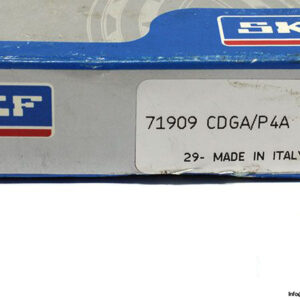 SK
KF
71909 CDGA/P4A
29- MADE IN ITALY